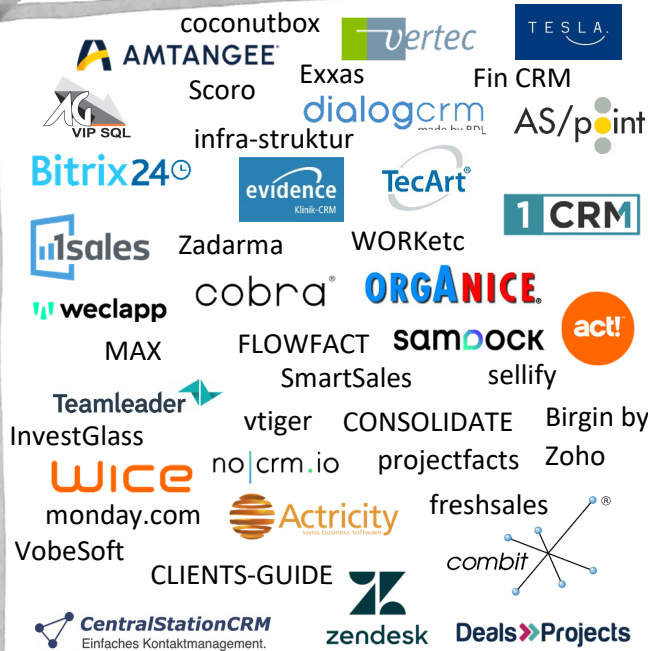 coconutbox
AMTANGEE
vertec
TESLA.
Scoro
Exxas
Fin CRM
AG
VIP SQL
dialogcrm
made by BDL
AS/point
infra-struktur
Bitrix24
evidence
Klinik-CRM
TecArt®
1 CRM
1sales
Zadarma
WORKetc
cobra®
ORGANICE®
weclapp
act!
MAX
FLOWFACT
samdock
SmartSales
sellify
Teamleader
vtiger
CONSOLIDATE
Birgin by
InvestGlass
wice
no|crm.io
projectfacts
Zoho
monday.com
Actricity
swiss business software
freshsales
VobeSoft
combit®
CLIENTS-GUIDE
zendesk
CentralStationCRM
Einfaches Kontaktmanagement.
Deals>>Projects